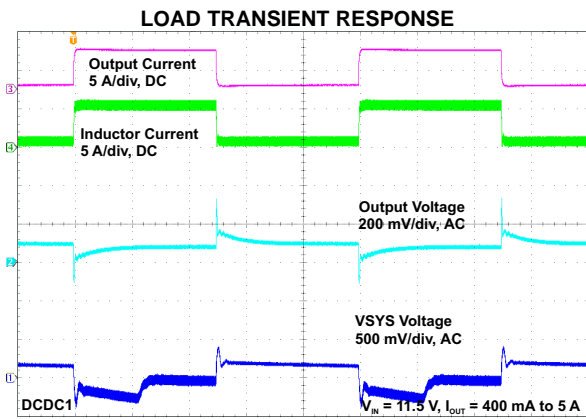 LOAD TRANSIENT RESPONSE
T
Output Current
5 A/div, DC
3
Inductor Current
5 A/div, DC
4
Output Voltage
200 mV/div, AC
2
VSYS Voltage
500 mV/div, AC
1
DCDC1
VIN = 11.5 V, IOUT = 400 mA to 5 A